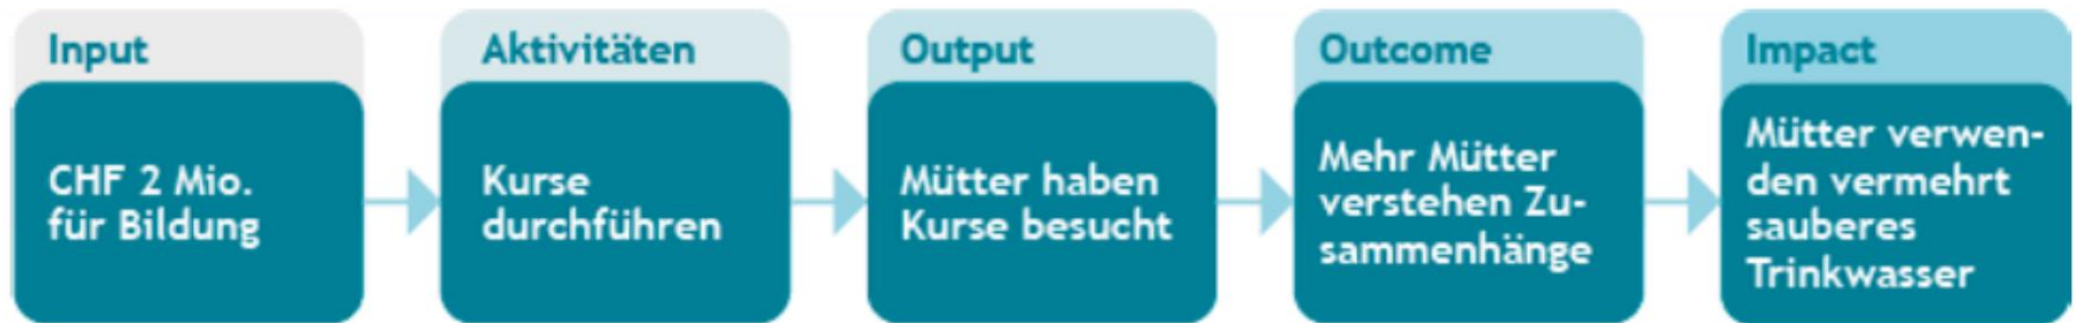 Input
CHF 2 Mio.
für Bildung
Aktivitäten
Kurse
durchführen
Output
Mütter haben
Kurse besucht
Outcome
Mehr Mütter
verstehen Zu-
sammenhänge
Impact
Mütter verwen-
den vermehrt
sauberes
Trinkwasser